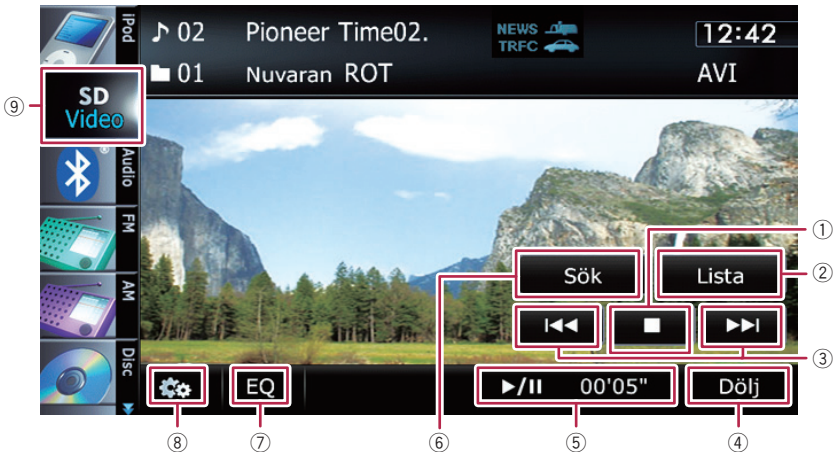 iPod
02 Pioneer Time02. NEWS TRFC 12:42
01 Nuvaran ROT AVI
SD
Video
Audio
FM
AM
Disc
Sök Lista
EQ ▶/II 00'05" Dölj
①
②
③
④
⑤
⑥
⑦
⑧
⑨